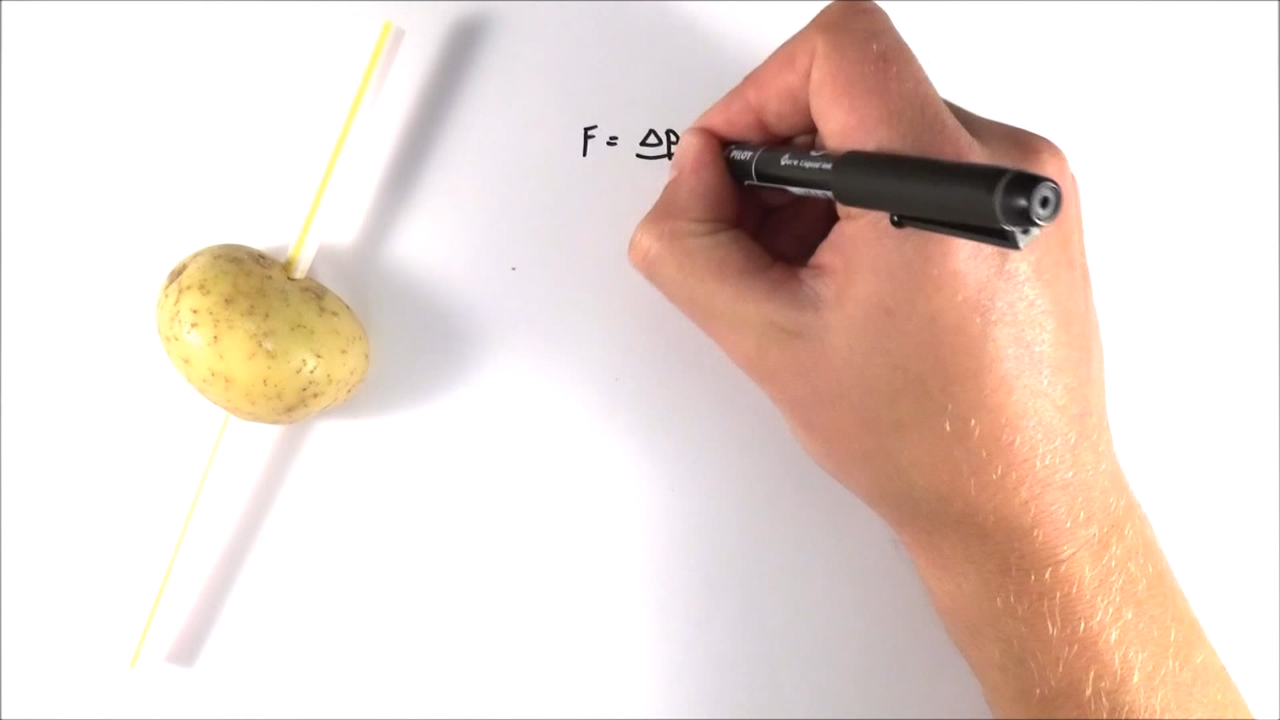 F = Δp
PILOT